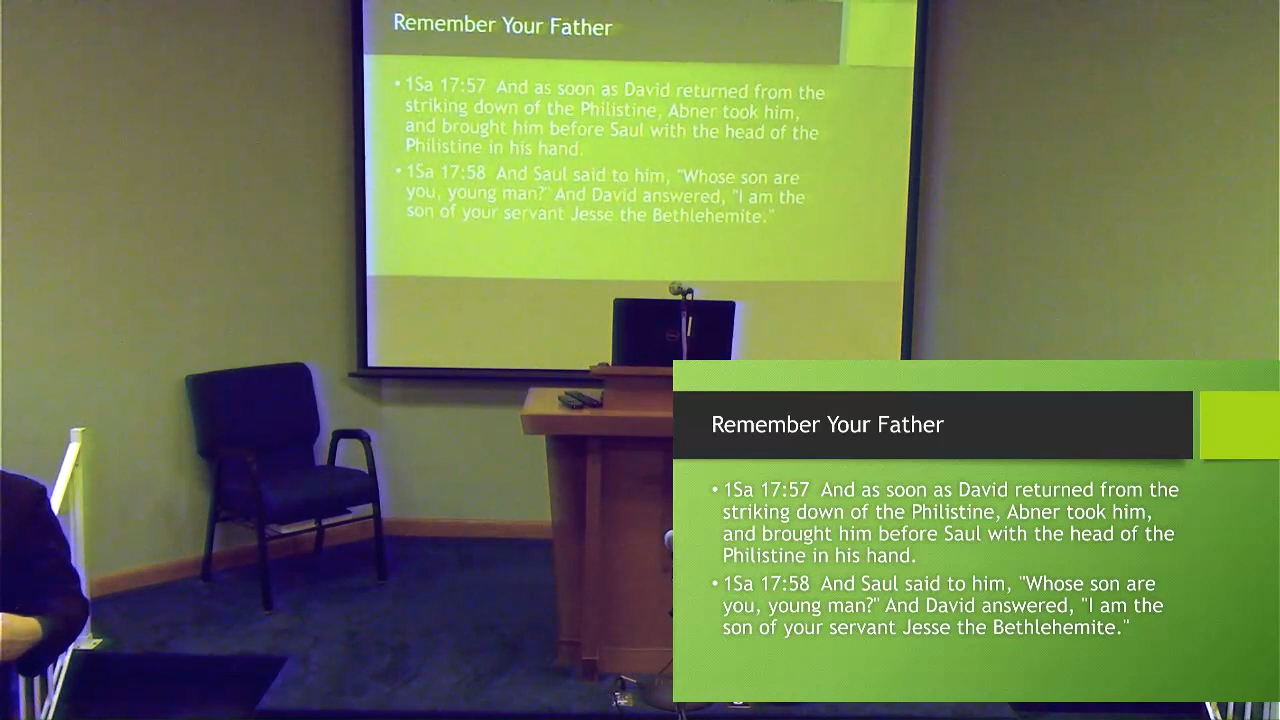 Remember Your Father
• 1Sa 17:57 And as soon as David returned from the
striking down of the Philistine, Abner took him,
and brought him before Saul with the head of the
Philistine in his hand.
• 1Sa 17:58 And Saul said to him, "Whose son are
you, young man?" And David answered, "I am the
son of your servant Jesse the Bethlehemite."
Remember Your Father
• 1Sa 17:57 And as soon as David returned from the
striking down of the Philistine, Abner took him,
and brought him before Saul with the head of the
Philistine in his hand.
• 1Sa 17:58 And Saul said to him, "Whose son are
you, young man?" And David answered, "I am the
son of your servant Jesse the Bethlehemite."